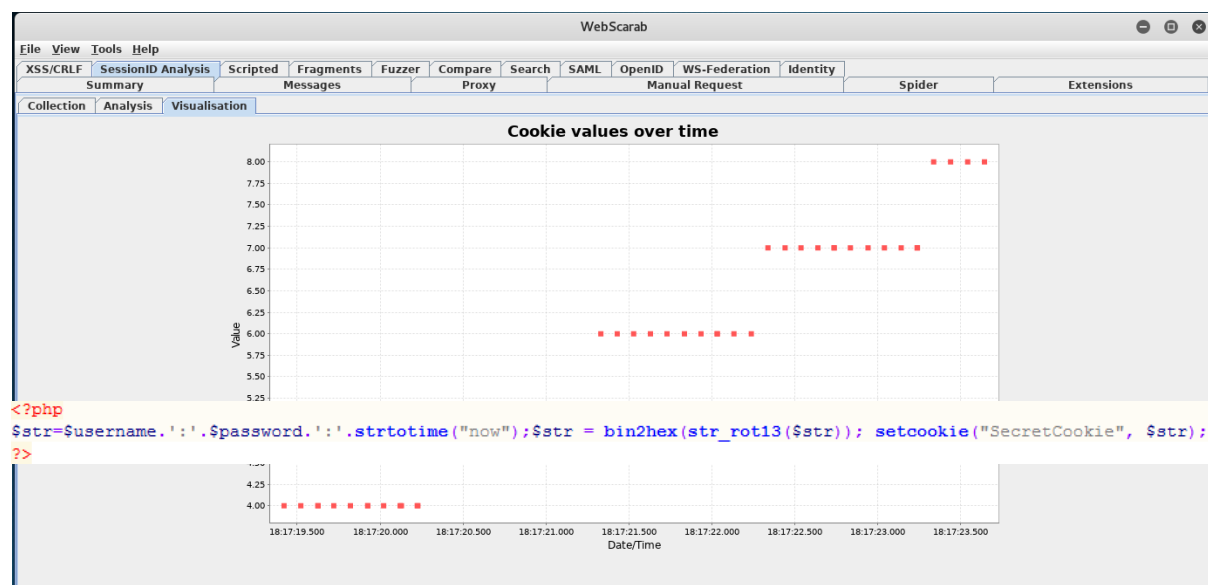 WebScarab
File View Tools Help
XSS/CRLF SessionID Analysis Scripted Fragments Fuzzer Compare Search SAML OpenID WS-Federation Identity
Summary Messages Proxy Manual Request Spider Extensions
Collection Analysis Visualisation
Cookie values over time
8.00
7.75
7.50
7.25
7.00
6.75
6.50
6.25
6.00
5.75
5.50
5.25
Value
<?php
$str=$username.':'.$password.':'.strtotime("now");$str = bin2hex(str_rot13($str)); setcookie("SecretCookie", $str);
?>
4.25
4.00
18:17:19.500 18:17:20.000 18:17:20.500 18:17:21.000 18:17:21.500 18:17:22.000 18:17:22.500 18:17:23.000 18:17:23.500
Date/Time